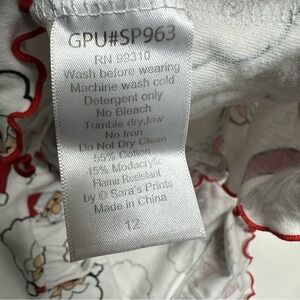 GPU#SP963
RN 99310
Wash before wearing
Machine wash cold
Detergent only
No Bleach
Tumble dry,low
No Iron
Do Not Dry Clean
55% Cotton
45% Modacrylic
Flame Resistant
by © Sara's Prints
Made in China
12